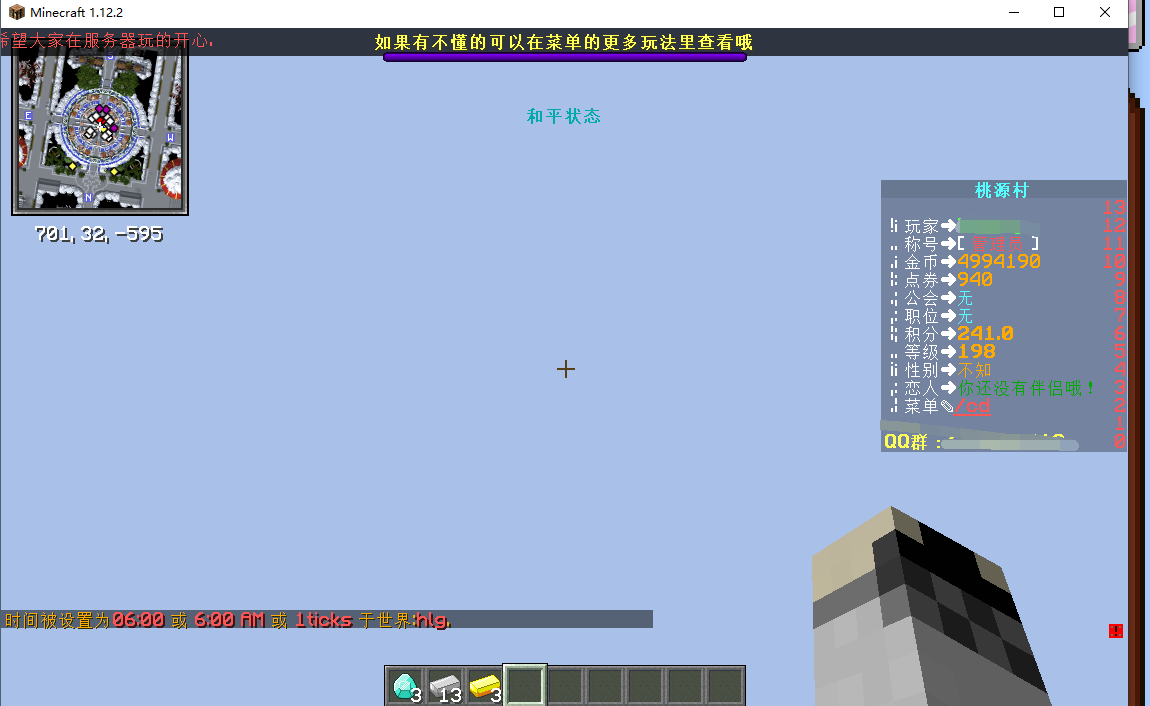 Minecraft 1.12.2
希望大家在服务器玩的开心.
如果有不懂的可以在菜单的更多玩法里查看哦
S
和平状态
E
W
N
701,32,-595
桃源村
13
玩家➜ 12
称号➜[ ] 11
金币➜4994190 10
点券➜940 9
公会➜无 8
职位➜无 7
积分➜241.0 6
等级➜198 5
性别➜不知 4
恋人➜你还没有伴侣哦! 3
菜单✎/cd 2
1
QQ群: 0
时间被设置为06:00 或 6:00 AM 或 1ticks 于世界:hlg.
!
3 13 3